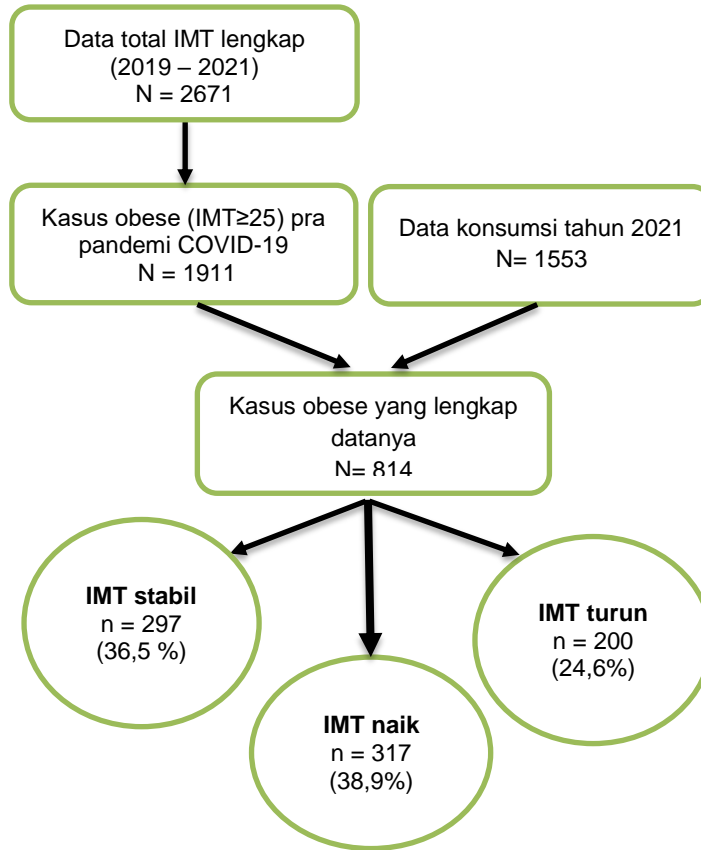 Data total IMT lengkap
(2019 – 2021)
N = 2671
Kasus obese (IMT≥25) pra
pandemi COVID-19
N = 1911
Data konsumsi tahun 2021
N= 1553
Kasus obese yang lengkap
datanya
N= 814
IMT stabil
n = 297
(36,5 %)
IMT naik
n = 317
(38,9%)
IMT turun
n = 200
(24,6%)